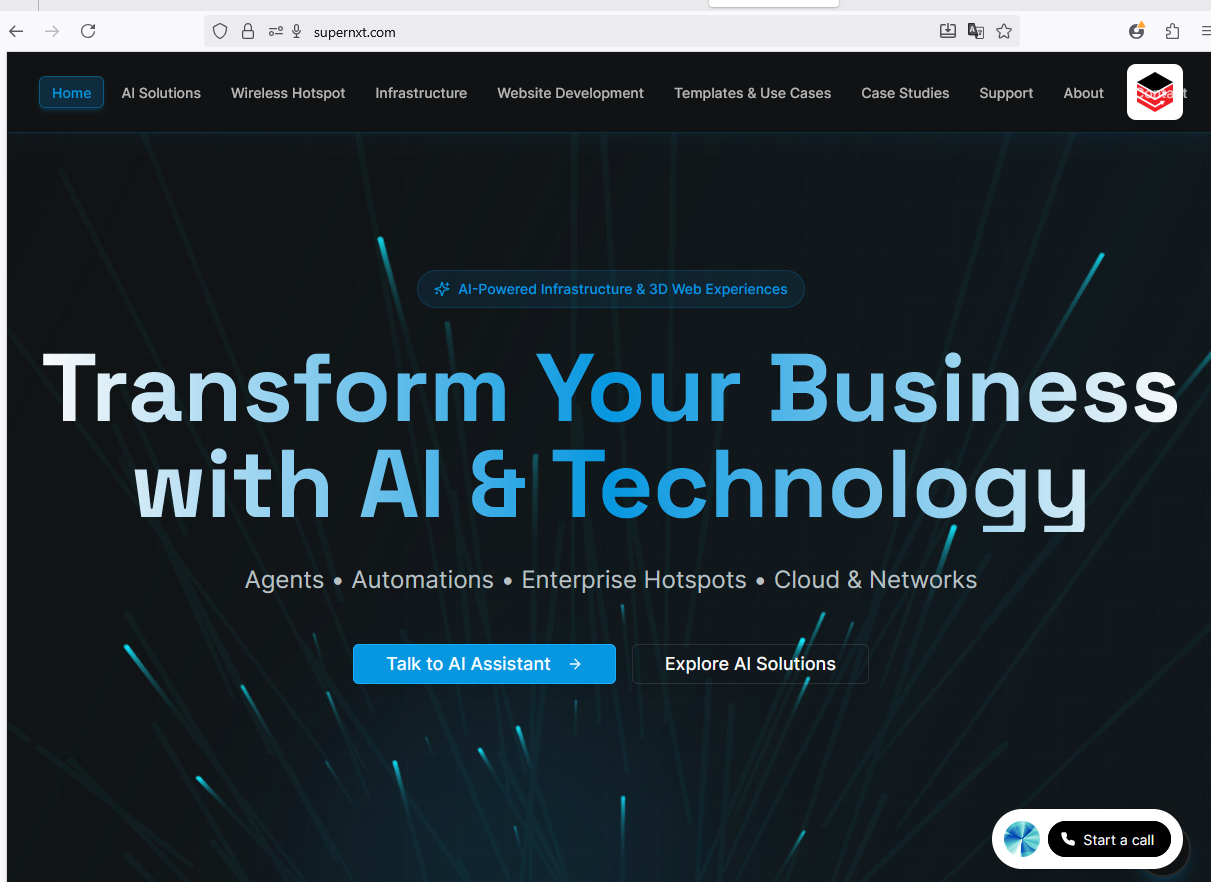 supernxt.com
Home
AI Solutions
Wireless Hotspot
Infrastructure
Website Development
Templates & Use Cases
Case Studies
Support
About
Contact
AI-Powered Infrastructure & 3D Web Experiences
Transform Your Business
with AI & Technology
Agents • Automations • Enterprise Hotspots • Cloud & Networks
Talk to AI Assistant →
Explore AI Solutions
Start a call